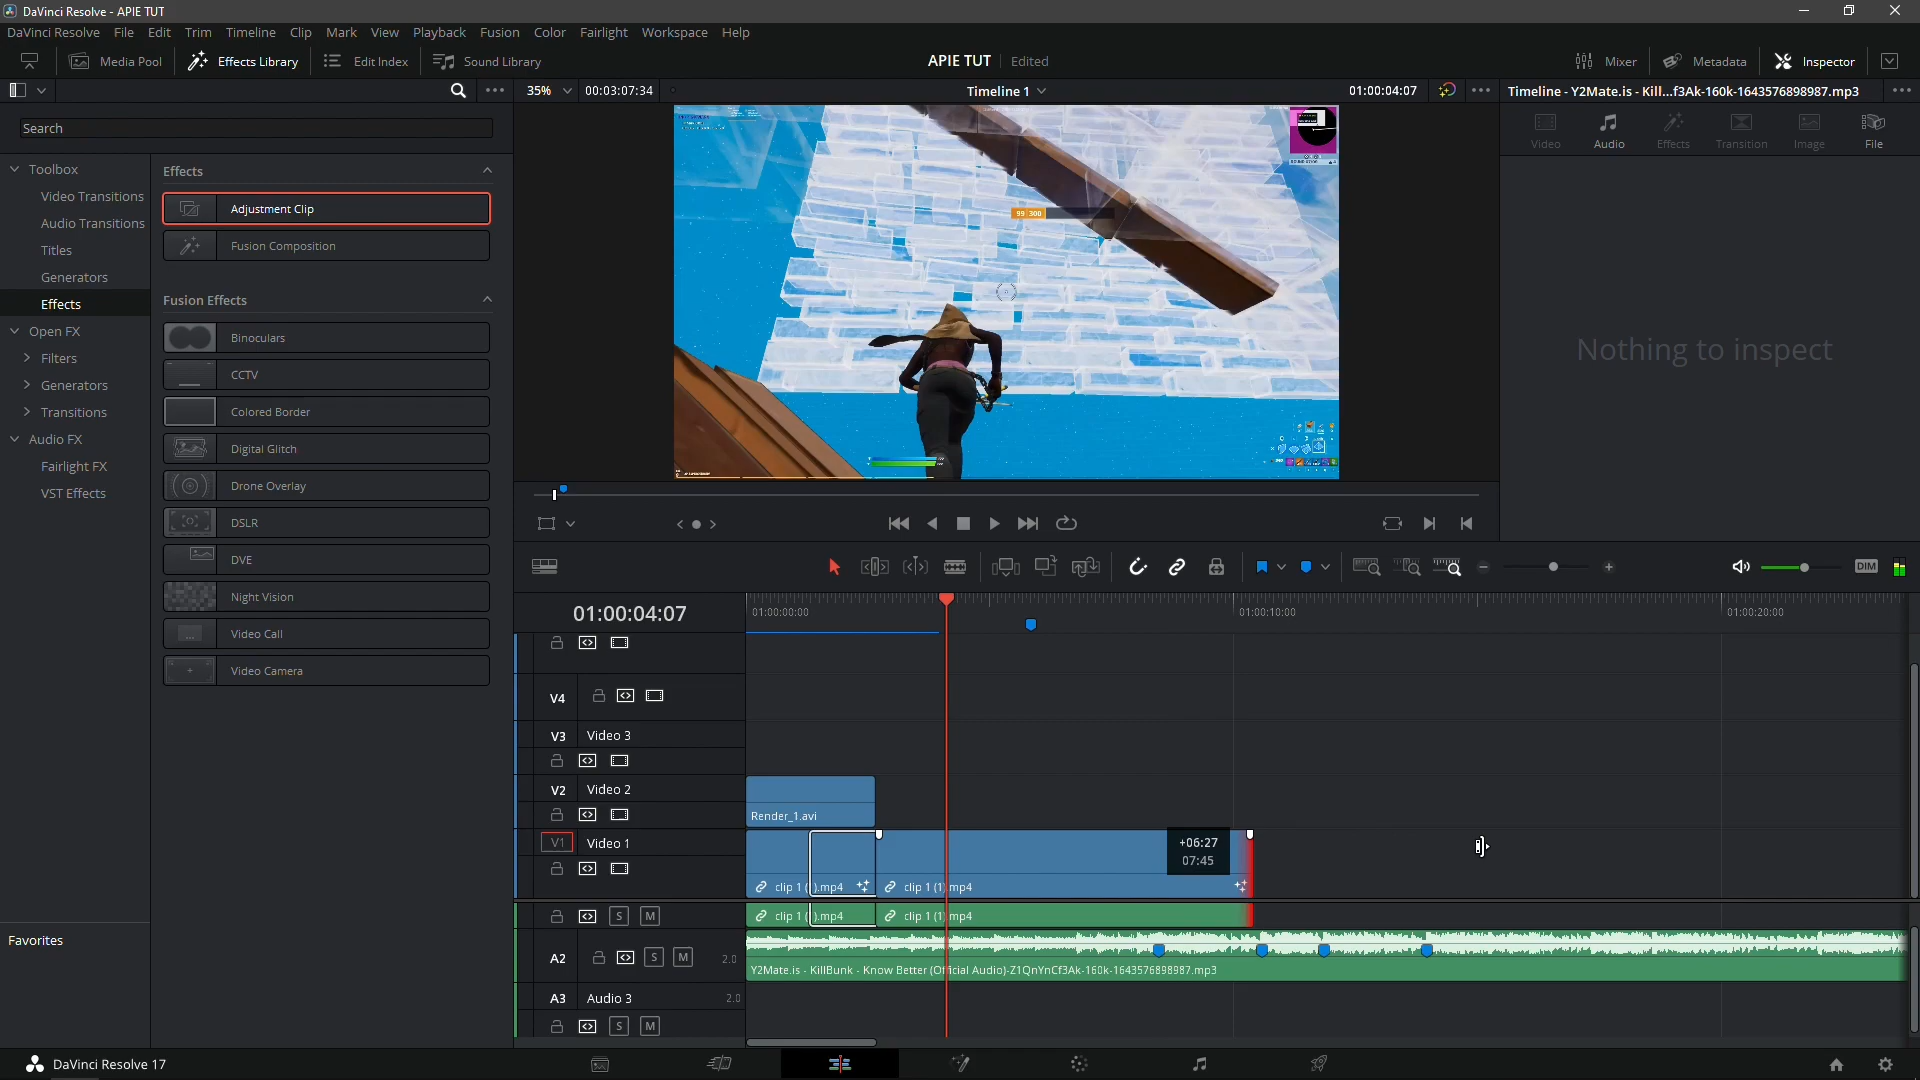 DaVinci Resolve - APIE TUT
DaVinci Resolve File Edit Trim Timeline Clip Mark View Playback Fusion Color Fairlight Workspace Help
Media Pool Effects Library Edit Index Sound Library APIE TUT Edited Mixer Metadata Inspector
35% 00:03:07:34 Timeline 1 01:00:04:07 Timeline - Y2Mate.is - Kill...f3Ak-160k-1643576898987.mp3
Search
Video Audio Effects Transition Image File
Toolbox
Video Transitions
Audio Transitions
Titles
Generators
Effects
Open FX
Filters
Generators
Transitions
Audio FX
Fairlight FX
VST Effects
Favorites
Effects
Adjustment Clip
Fusion Composition
Fusion Effects
Binoculars
CCTV
Colored Border
Digital Glitch
Drone Overlay
DSLR
DVE
Night Vision
Video Call
Video Camera
99 300
Nothing to inspect
DIM
01:00:04:07 01:00:00:00 01:00:10:00 01:00:20:00
V4
V3 Video 3
V2 Video 2
Render_1.avi
V1 Video 1
+06:27
07:45
clip 1 ( ).mp4 clip 1 (1) mp4
S M clip 1 ( ).mp4 clip 1 (1) mp4
A2 S M 2.0
Y2Mate.is - KillBunk - Know Better (Official Audio)-Z1QnYnCf3Ak-160k-1643576898987.mp3
A3 Audio 3 2.0
S M
DaVinci Resolve 17